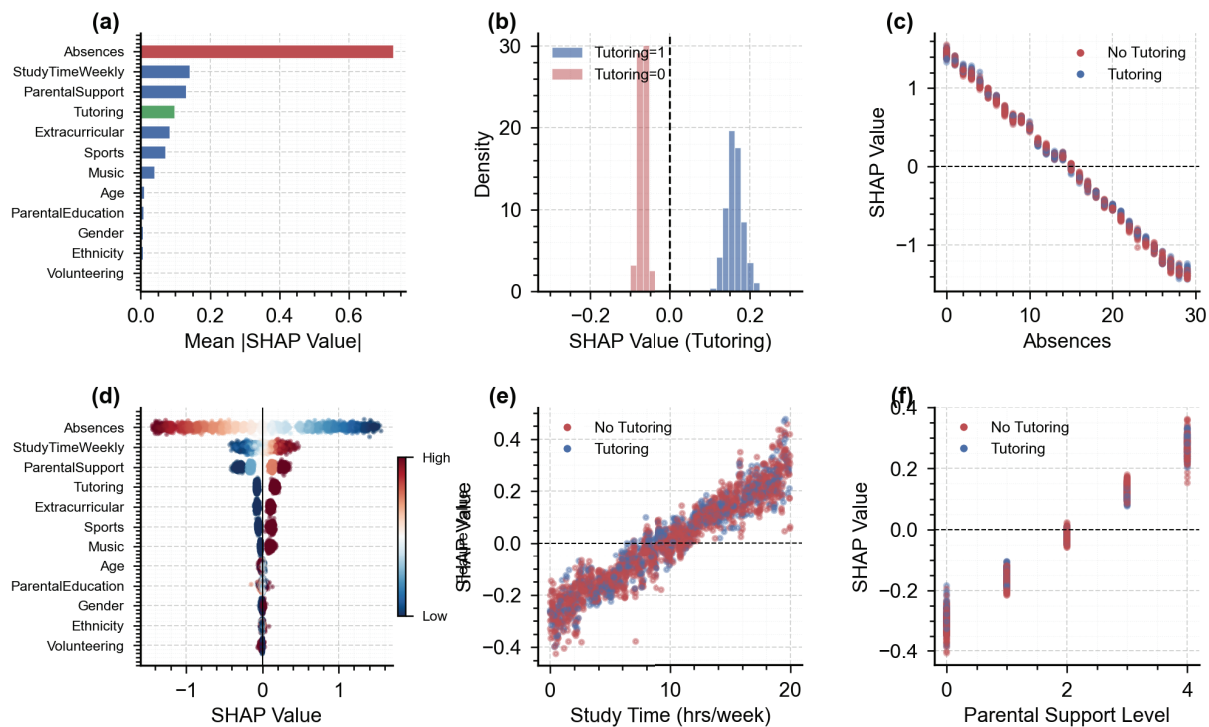 (a)
Absences
StudyTimeWeekly
ParentalSupport
Tutoring
Extracurricular
Sports
Music
Age
ParentalEducation
Gender
Ethnicity
Volunteering
0.0 0.2 0.4 0.6
Mean |SHAP Value|
(b)
Tutoring=1
Tutoring=0
30
20
10
0
Density
−0.2 0.0 0.2
SHAP Value (Tutoring)
(c)
No Tutoring
Tutoring
1
0
−1
SHAP Value
0 10 20 30
Absences
(d)
Absences
StudyTimeWeekly
ParentalSupport
Tutoring
Extracurricular
Sports
Music
Age
ParentalEducation
Gender
Ethnicity
Volunteering
−1 0 1
SHAP Value
High
Low
(e)
No Tutoring
Tutoring
0.4
0.2
0.0
−0.2
−0.4
SHAP Value
0 10 20
Study Time (hrs/week)
(f)
No Tutoring
Tutoring
0.4
0.2
0.0
−0.2
−0.4
SHAP Value
0 2 4
Parental Support Level